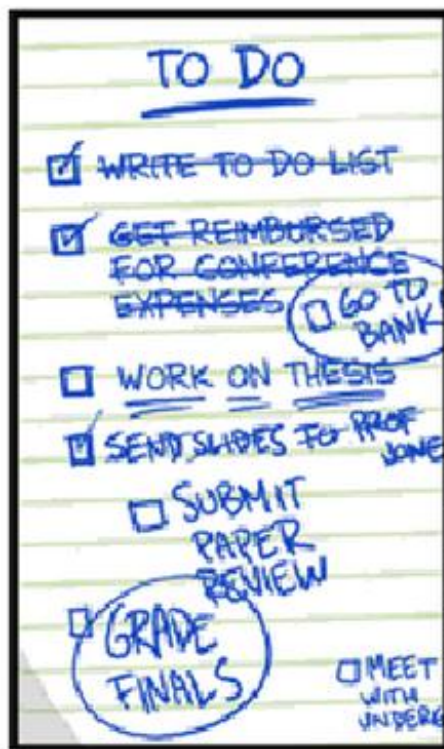 TO DO
WRITE TO DO LIST
GET REIMBURSED
FOR CONFERENCE
EXPENSES
GO TO
BANK
WORK ON THESIS
SEND SLIDES TO PROF
JONE
SUBMIT
PAPER
REVIEW
GRADE
FINALS
MEET
WITH
UNDERG